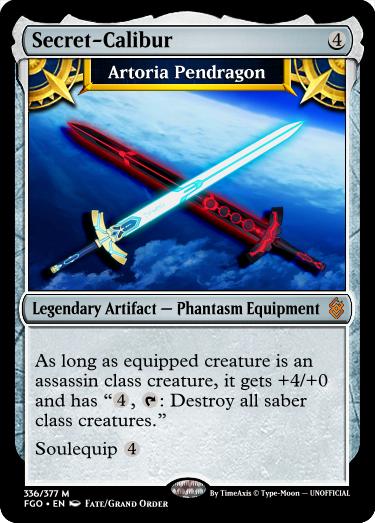 Secret-Calibur 4
Artoria Pendragon
Legendary Artifact — Phantasm Equipment
As long as equipped creature is an
assassin class creature, it gets +4/+0
and has “4, : Destroy all saber
class creatures.”
Soulequip 4
336/377 M
FGO • EN Fate/Grand Order
By TimeAxis © Type-Moon — UNOFFICIAL